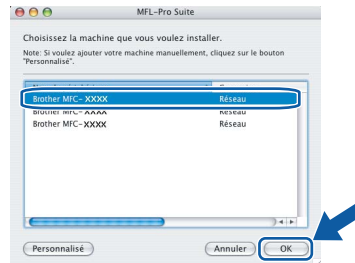 MFL-Pro Suite
Choisissez la machine que vous voulez installer.
Note: Si voulez ajouter votre machine manuellement, cliquez sur le bouton
"Personnalisé".
Brother MFC-XXXX Réseau
Brother MFC-XXXX Réseau
Brother MFC-XXXX Réseau
Personnalisé Annuler OK